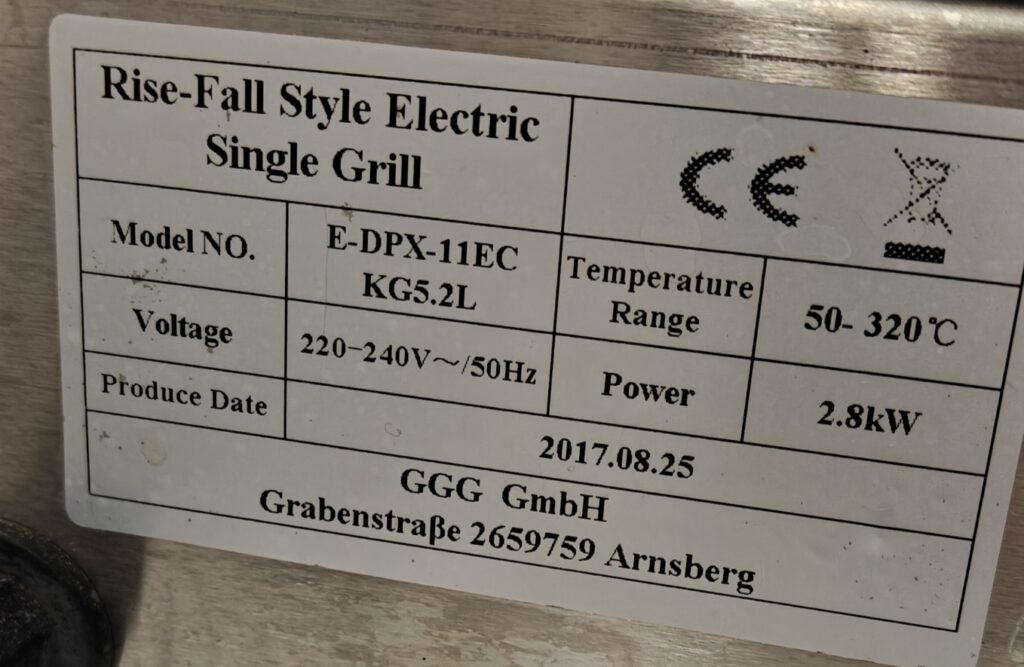 Rise-Fall Style Electric
Single Grill
CE
Model NO.
E-DPX-11EC
KG5.2L
Temperature
Range
50- 320℃
Voltage
220-240V～/50Hz
Power
2.8kW
Produce Date
2017.08.25
GGG GmbH
Grabenstraβe 2659759 Arnsberg